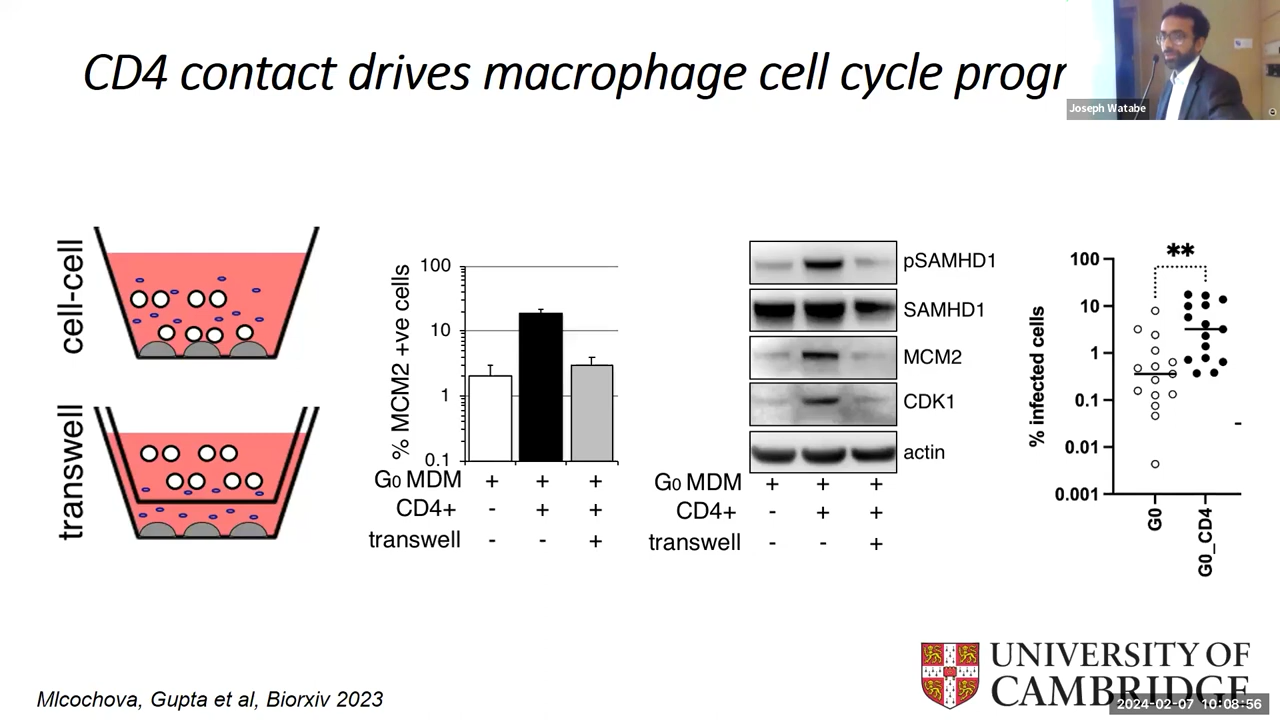 CD4 contact drives macrophage cell cycle progr
Joseph Watabe
cell-cell
transwell
% MCM2 +ve cells
100
10
1
0.1
G0 MDM + + +
CD4+ - + +
transwell - - +
pSAMHD1
SAMHD1
MCM2
CDK1
actin
G0 MDM + + +
CD4+ - + +
transwell - - +
% infected cells
**
100
10
1
0.1
0.01
0.001
G0
G0_CD4
Mlcochova, Gupta et al, Biorxiv 2023
UNIVERSITY OF
CAMBRIDGE
2024-02-07 10:08:56